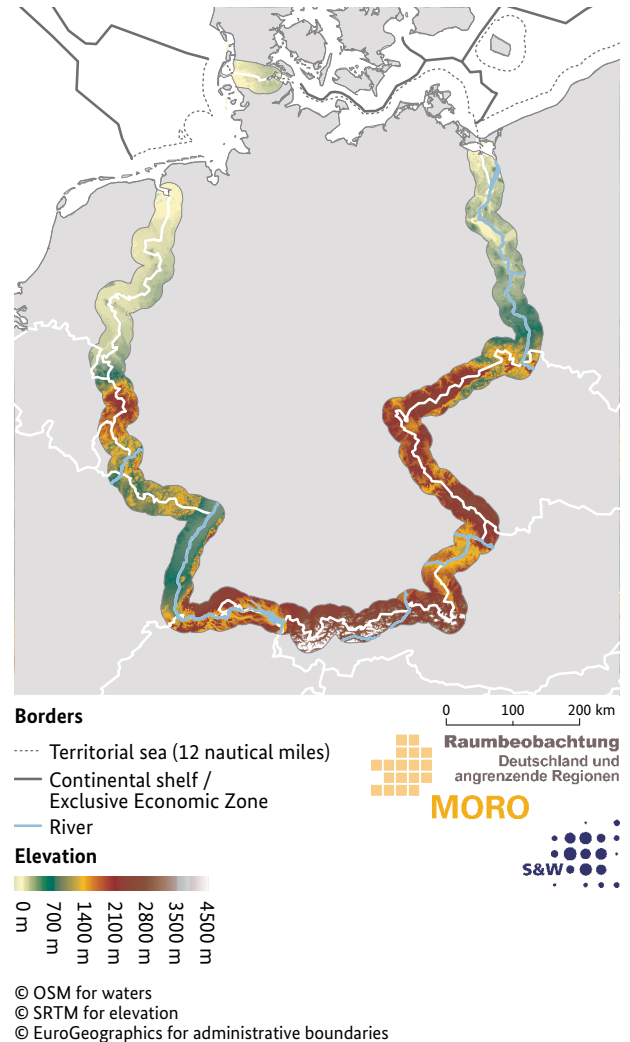 Borders
Territorial sea (12 nautical miles)
Continental shelf /
Exclusive Economic Zone
River
Elevation
0 m
700 m
1400 m
2100 m
2800 m
3500 m
4500 m
0 100 200 km
Raumbeobachtung
Deutschland und
angrenzende Regionen
MORO
S&W
© OSM for waters
© SRTM for elevation
© EuroGeographics for administrative boundaries